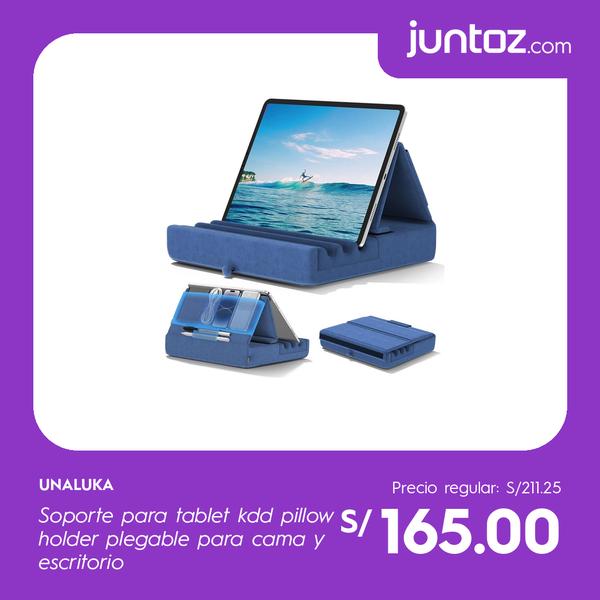 juntoz.com
UNALUKA
Soporte para tablet kdd pillow
holder plegable para cama y
escritorio
Precio regular: S/211.25
S/165.00